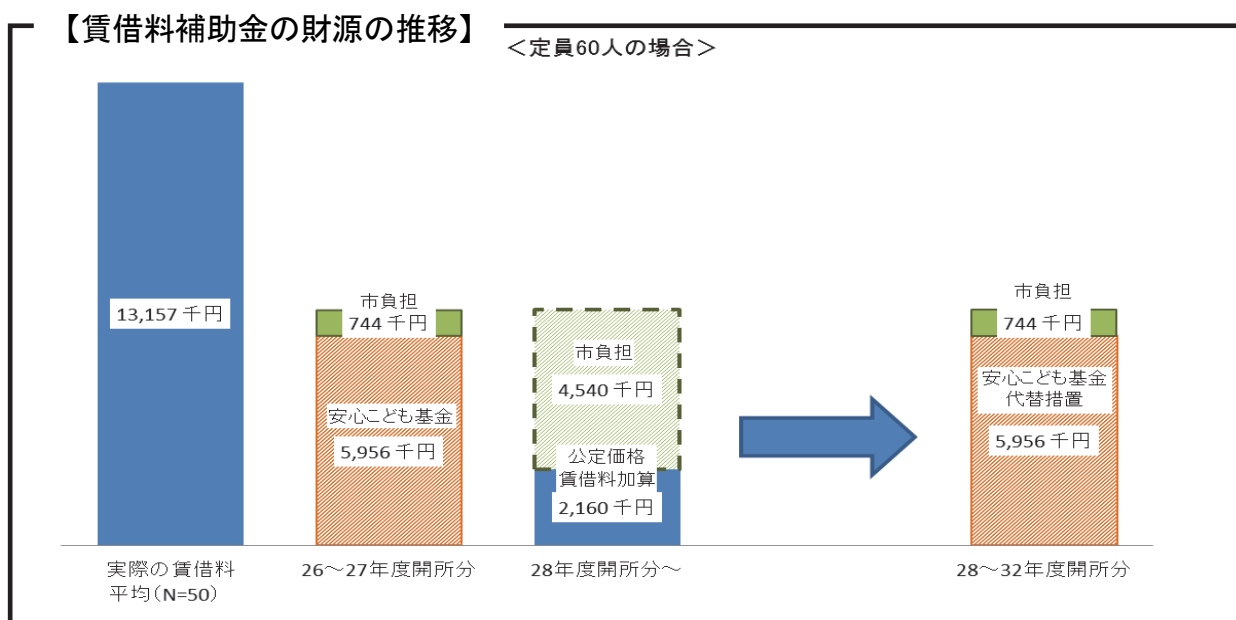 【賃借料補助金の財源の推移】
＜定員60人の場合＞
13,157 千円
実際の賃借料
平均（N=50）
市負担
744 千円
安心こども基金
5,956 千円
26～27年度開所分
市負担
4,540 千円
公定価格
賃借料加算
2,160 千円
28年度開所分～
市負担
744 千円
安心こども基金
代替措置
5,956 千円
28～32年度開所分